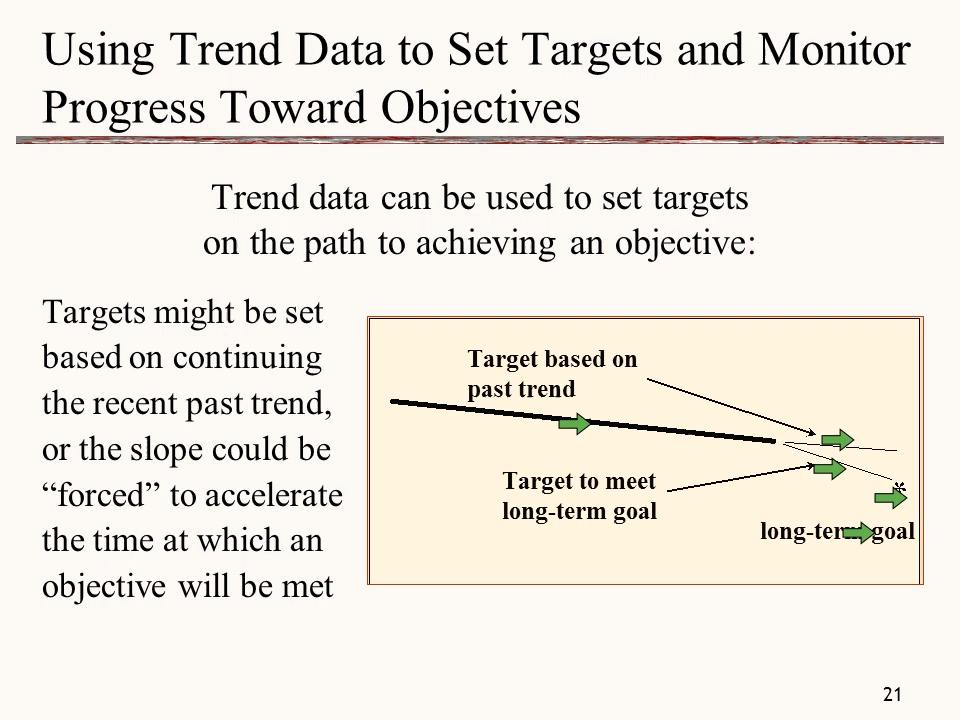 Using Trend Data to Set Targets and Monitor
Progress Toward Objectives
Trend data can be used to set targets
on the path to achieving an objective:
Targets might be set
based on continuing
the recent past trend,
or the slope could be
“forced” to accelerate
the time at which an
objective will be met
Target based on
past trend
Target to meet
long-term goal
*
long-term goal
21